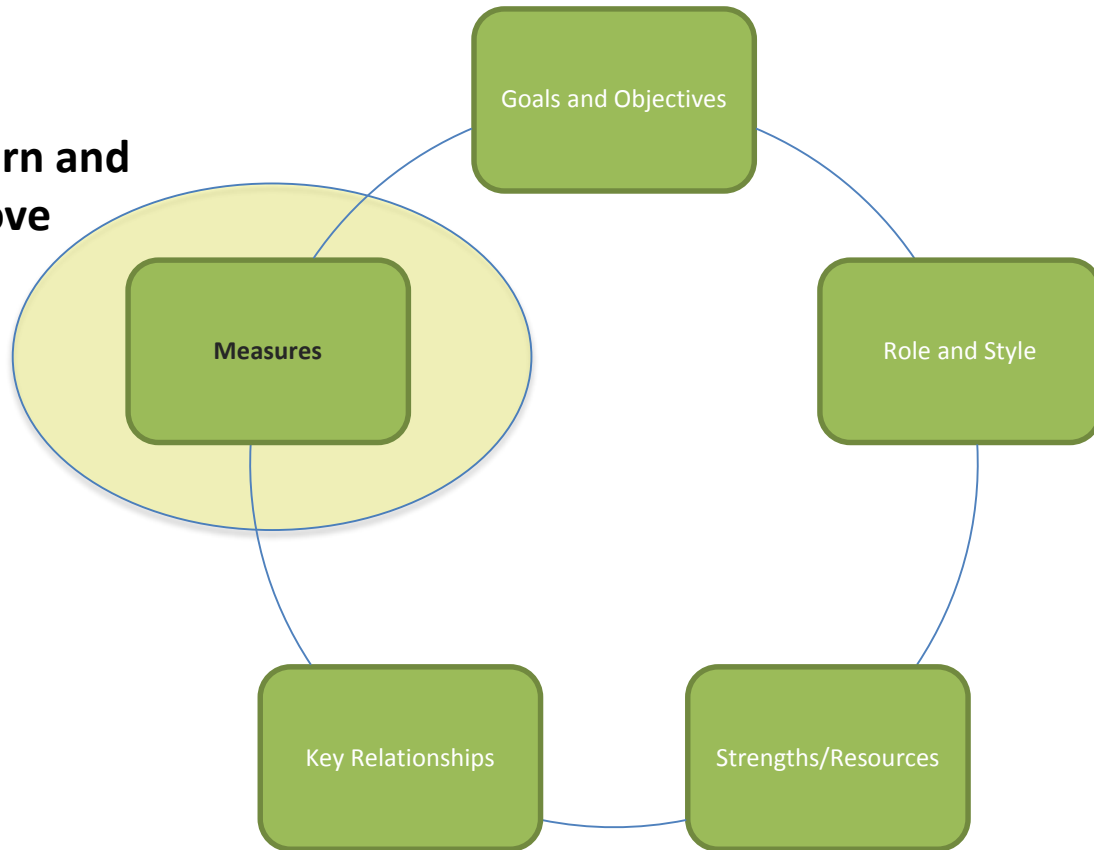 Goals and Objectives
rn and
ove
Measures
Role and Style
Key Relationships
Strengths/Resources